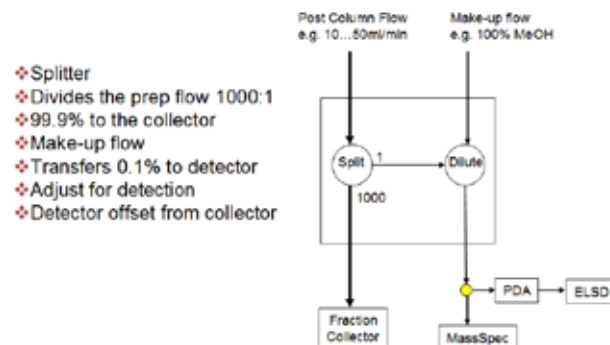 Post Column Flow
e.g. 10...50ml/min
Make-up flow
e.g. 100% MeOH
❖Splitter
❖Divides the prep flow 1000:1
❖99.9% to the collector
❖Make-up flow
❖Transfers 0.1% to detector
❖Adjust for detection
❖Detector offset from collector
Split
1
Dilute
1000
PDA
ELSD
Fraction
Collector
MassSpec